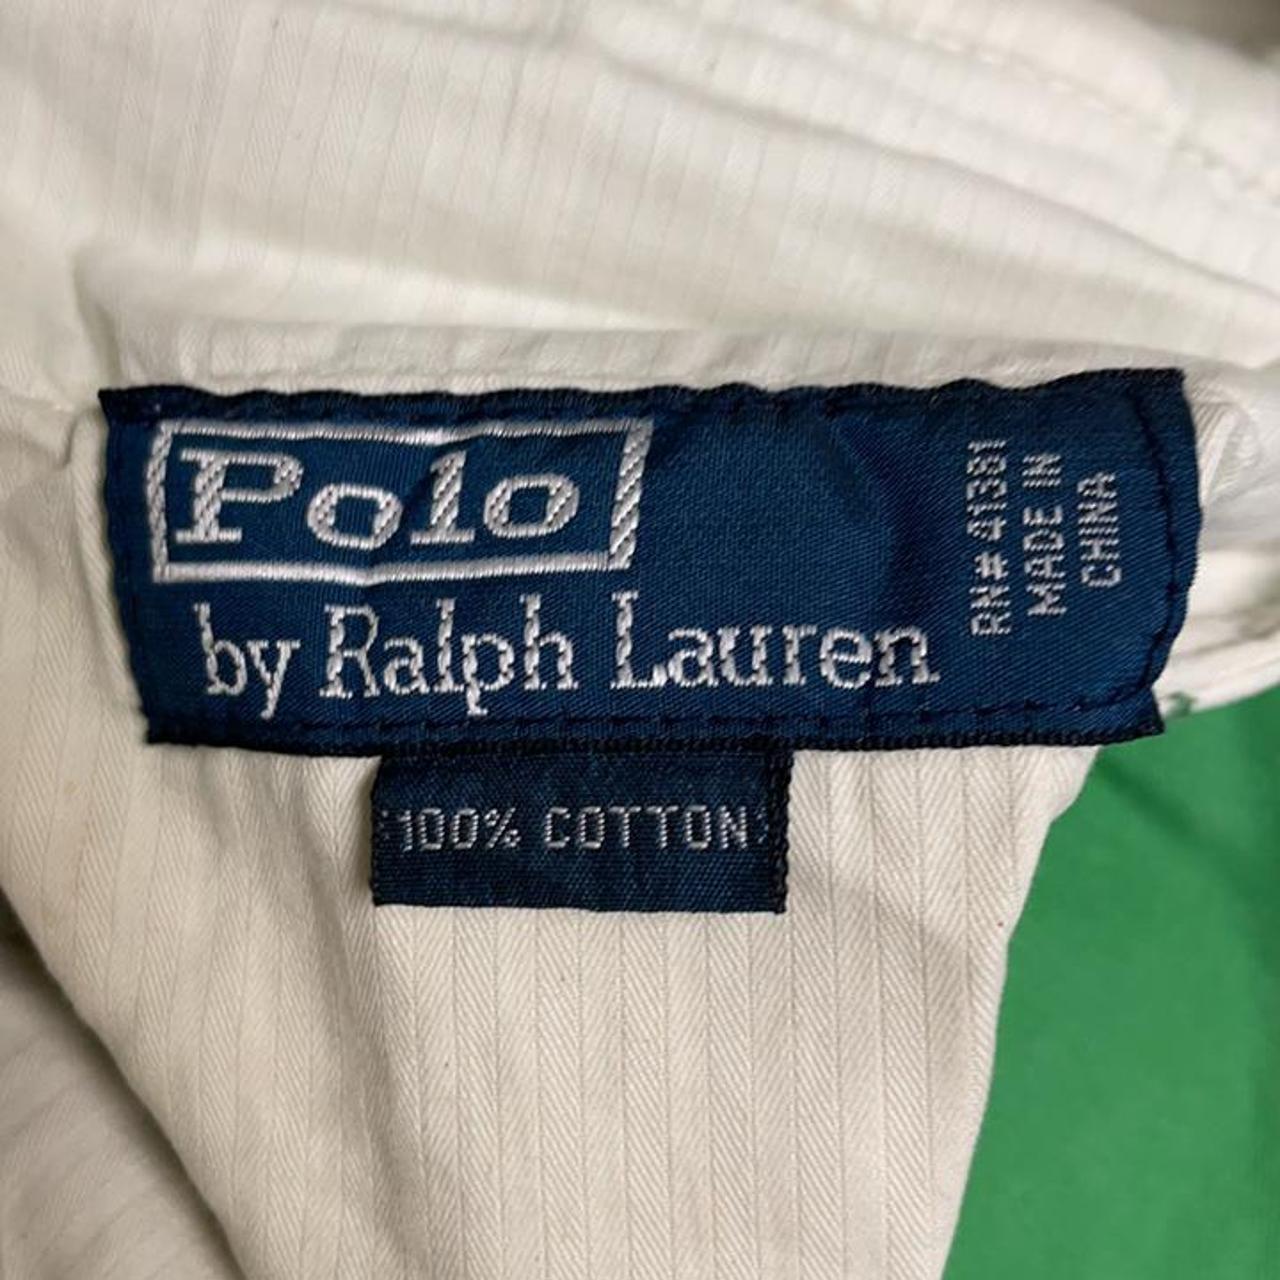 Polo
by Ralph Lauren
RN# 41381
MADE IN
CHINA
100% COTTON